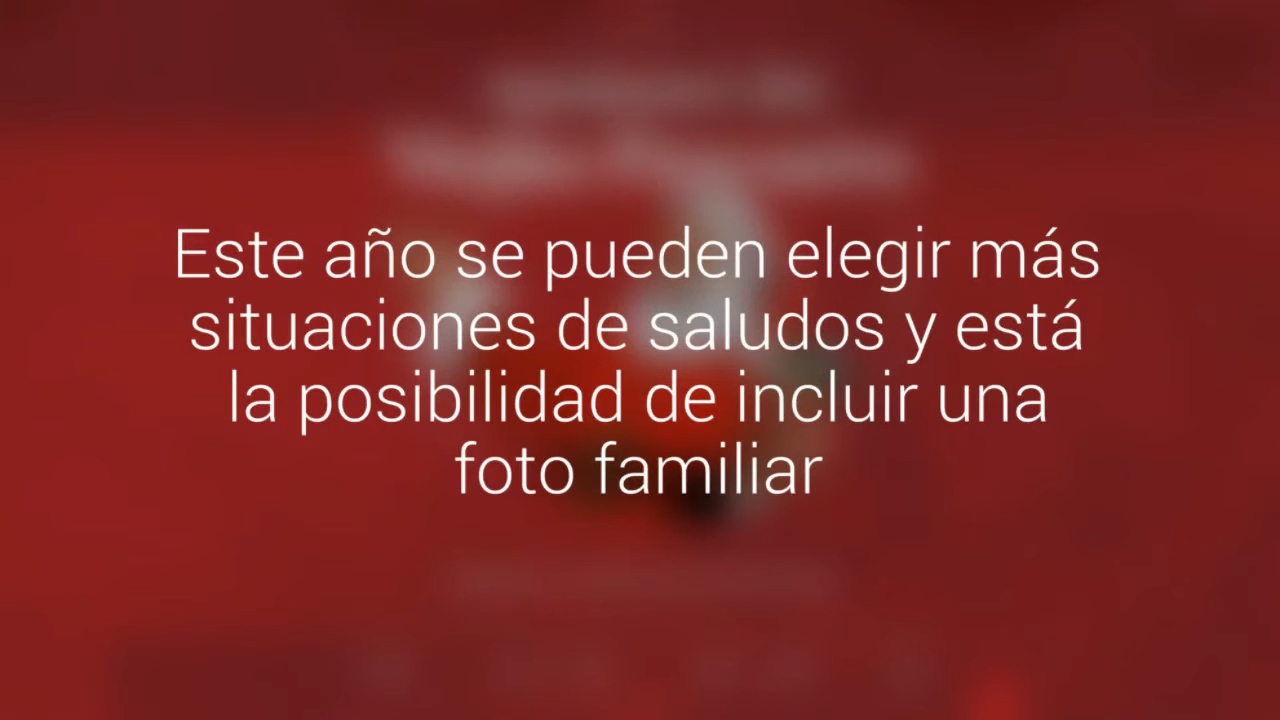 Este año se pueden elegir más
situaciones de saludos y está
la posibilidad de incluir una
foto familiar